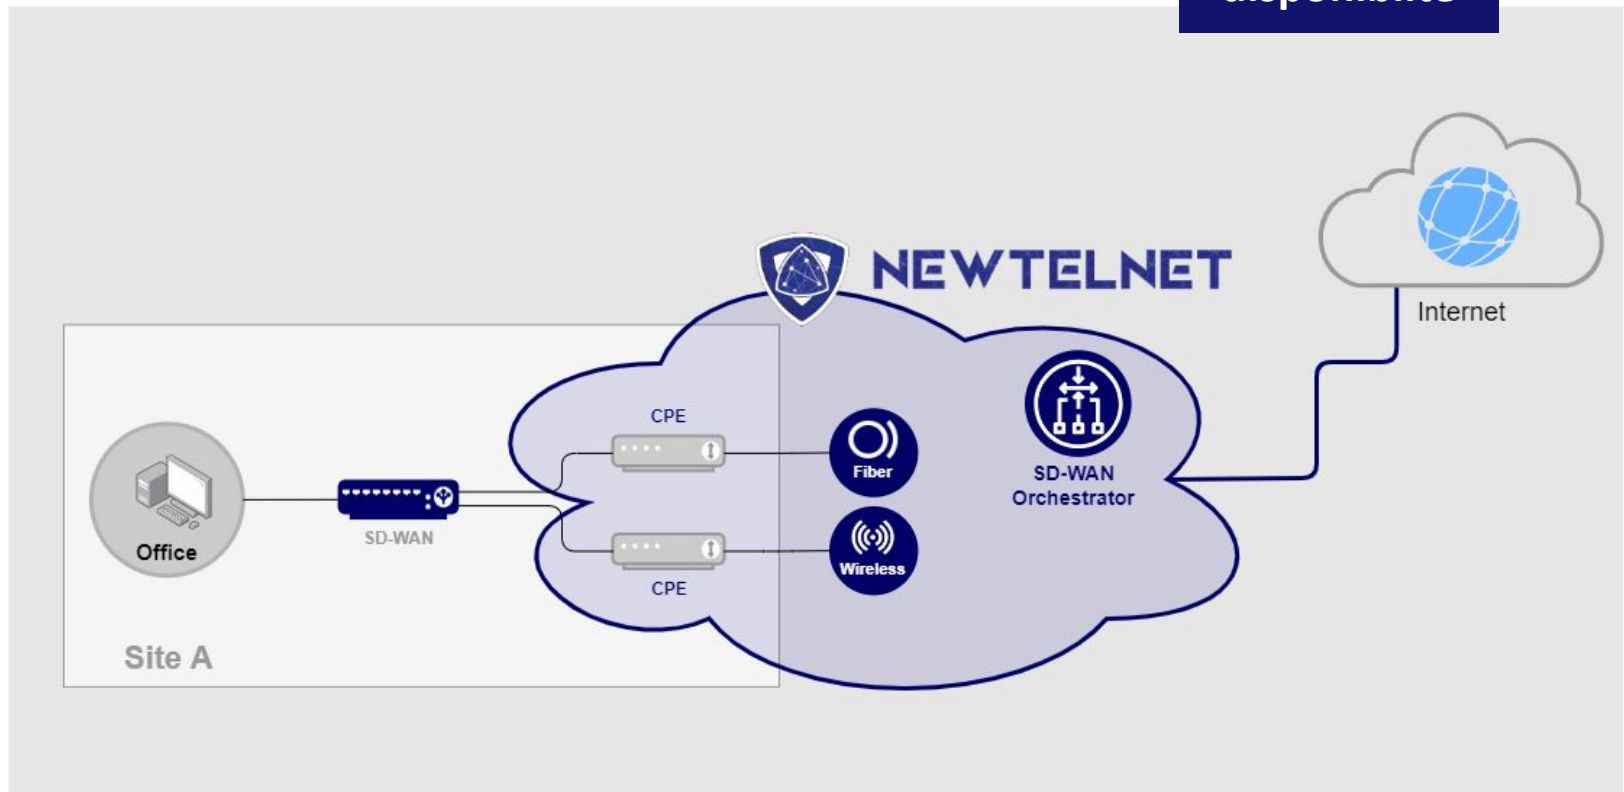 NEWTELNET
Internet
CPE
Fiber
SD-WAN
Orchestrator
Office
SD-WAN
Wireless
CPE
Site A